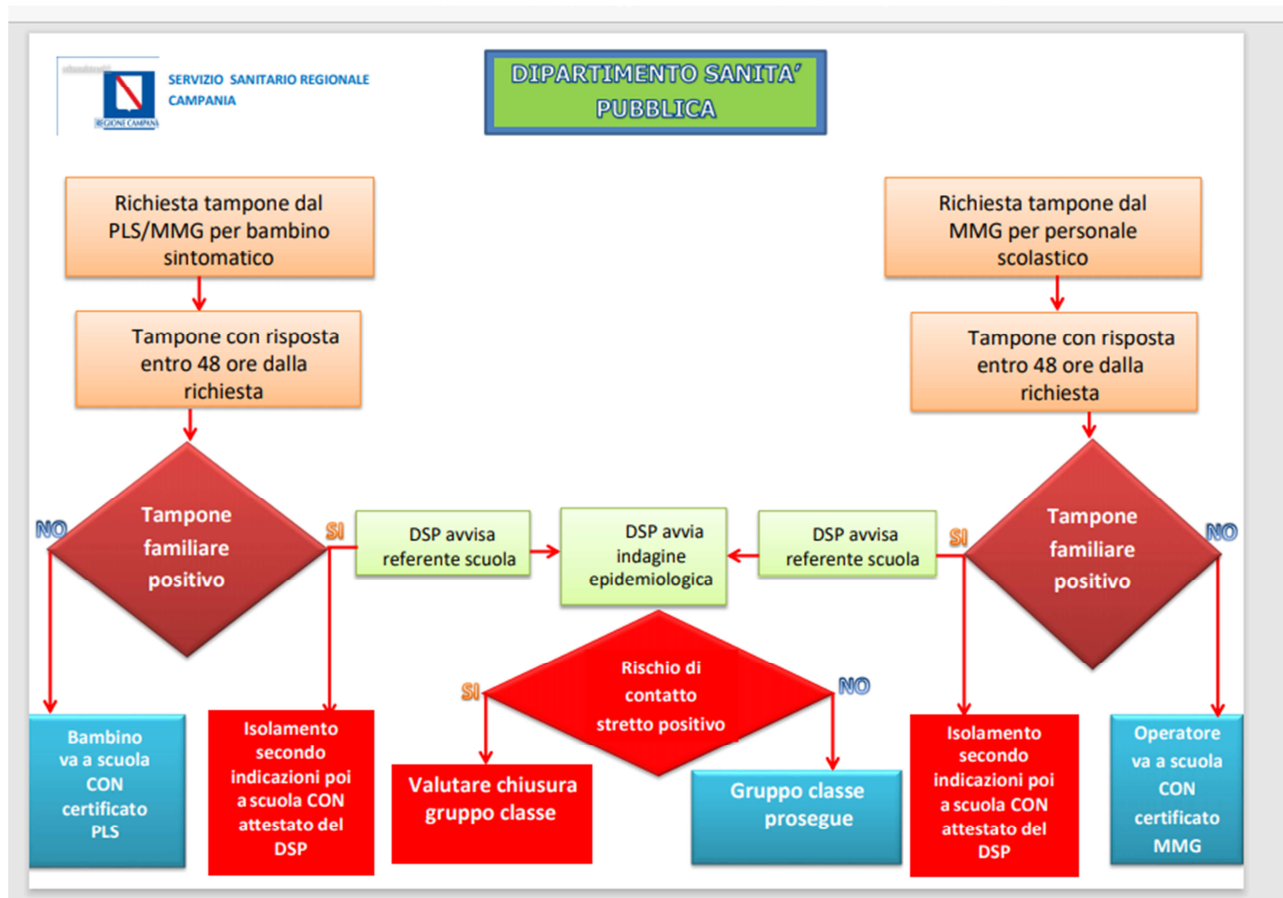 SERVIZIO SANITARIO REGIONALE
CAMPANIA
REGIONE CAMPANI
DIPARTIMENTO SANITA’
PUBBLICA
Richiesta tampone dal
PLS/MMG per bambino
sintomatico
Richiesta tampone dal
MMG per personale
scolastico
Tampone con risposta
entro 48 ore dalla
richiesta
Tampone con risposta
entro 48 ore dalla
richiesta
NO
Tampone
familiare
positivo
SI
DSP avvisa
referente scuola
DSP avvia
indagine
epidemiologica
DSP avvisa
referente scuola
SI
Tampone
familiare
positivo
NO
SI
Rischio di
contatto
stretto positivo
NO
Bambino
va a scuola
CON
certificato
PLS
Isolamento
secondo
indicazioni poi
a scuola CON
attestato del
DSP
Valutare chiusura
gruppo classe
Gruppo classe
prosegue
Isolamento
secondo
indicazioni poi
a scuola CON
attestato del
DSP
Operatore
va a scuola
CON
certificato
MMG